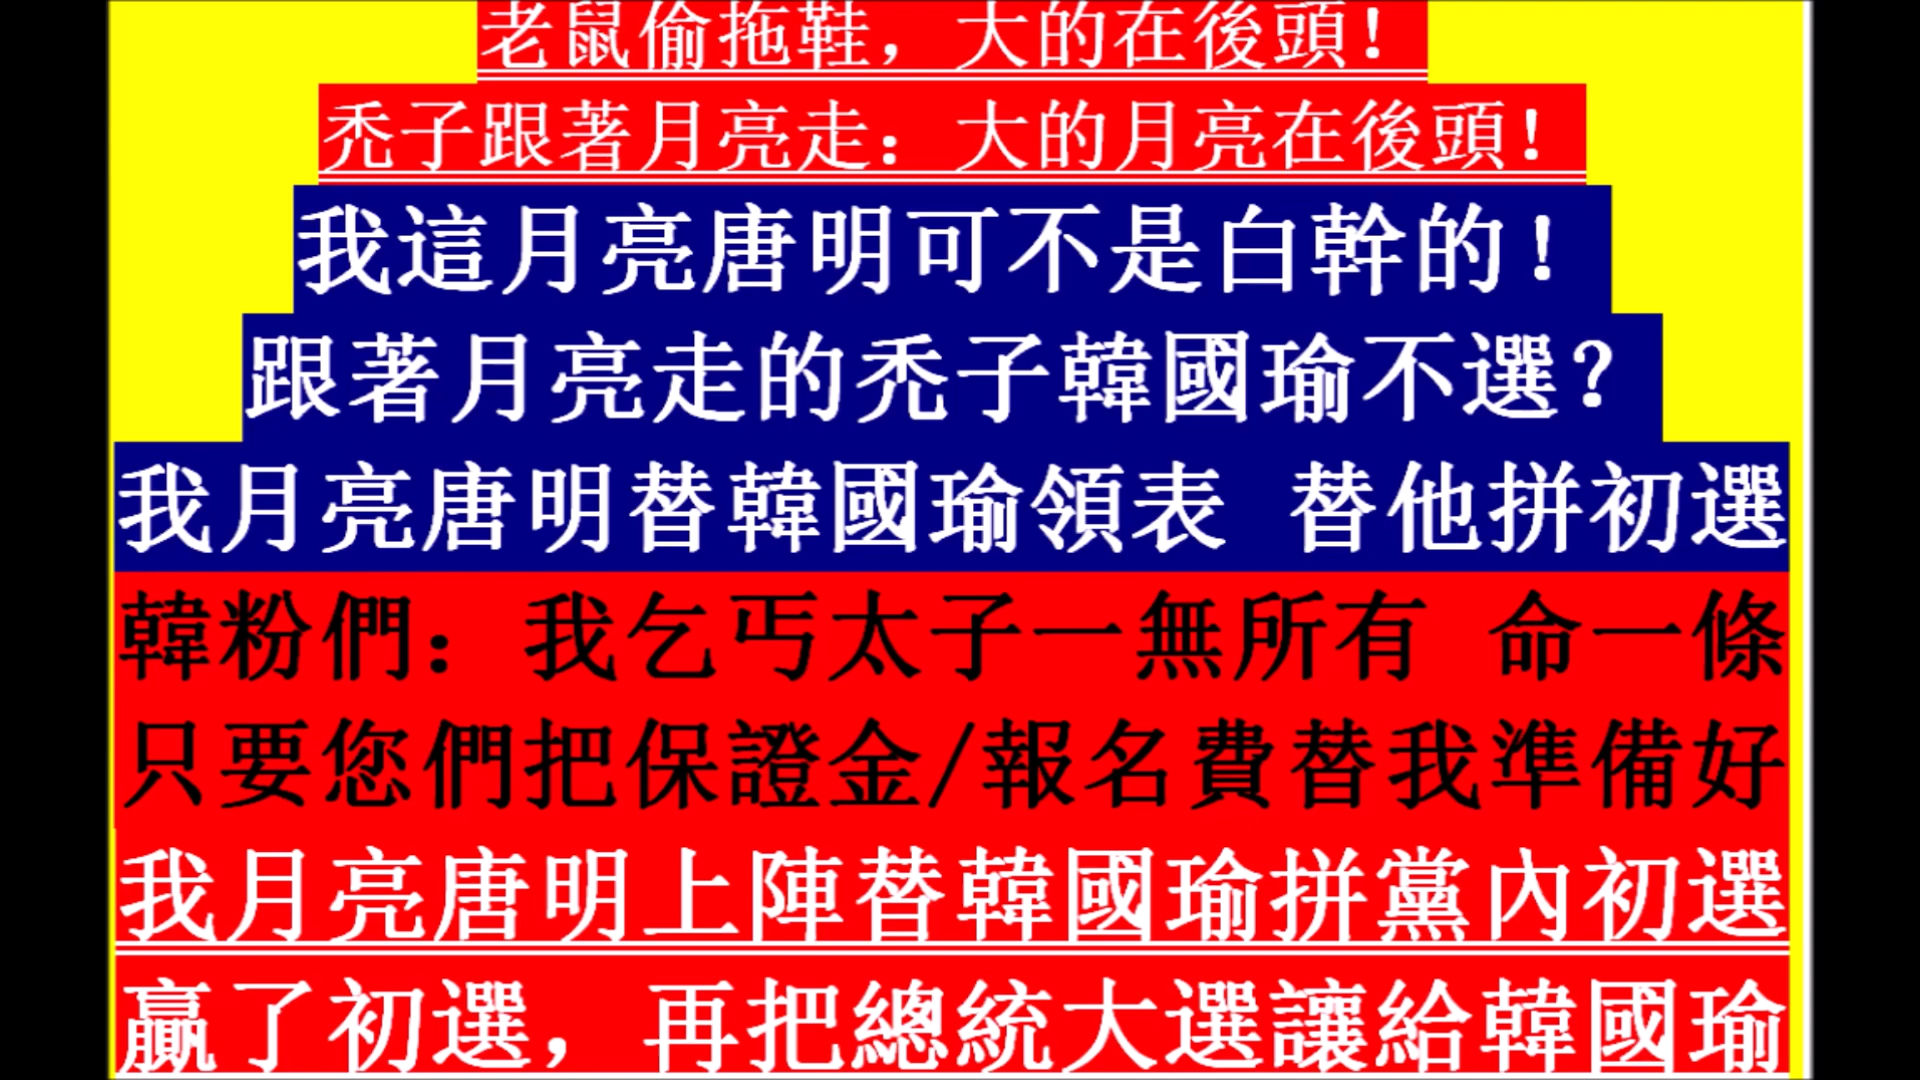 老鼠偷拖鞋，大的在後頭！
禿子跟著月亮走：大的月亮在後頭！
我這月亮唐明可不是白幹的！
跟著月亮走的禿子韓國瑜不選？
我月亮唐明替韓國瑜領表 替他拼初選
韓粉們：我乞丐太子一無所有 命一條
只要您們把保證金/報名費替我準備好
我月亮唐明上陣替韓國瑜拼黨內初選
贏了初選，再把總統大選讓給韓國瑜